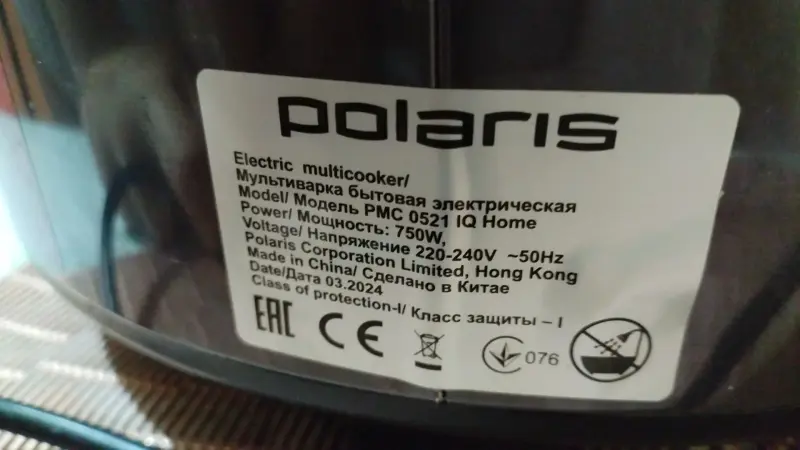 polaris
Electric multicooker/
Мультиварка бытовая электрическая
Model/ Модель PMC 0521 IQ Home
Power/ Мощность: 750W,
Voltage/ Напряжение 220-240V ~50Hz
Polaris Corporation Limited, Hong Kong
Made in China/ Сделано в Китае
Date/Дата 03.2024
Class of protection-I/ Класс защиты – I
EAC CE 076